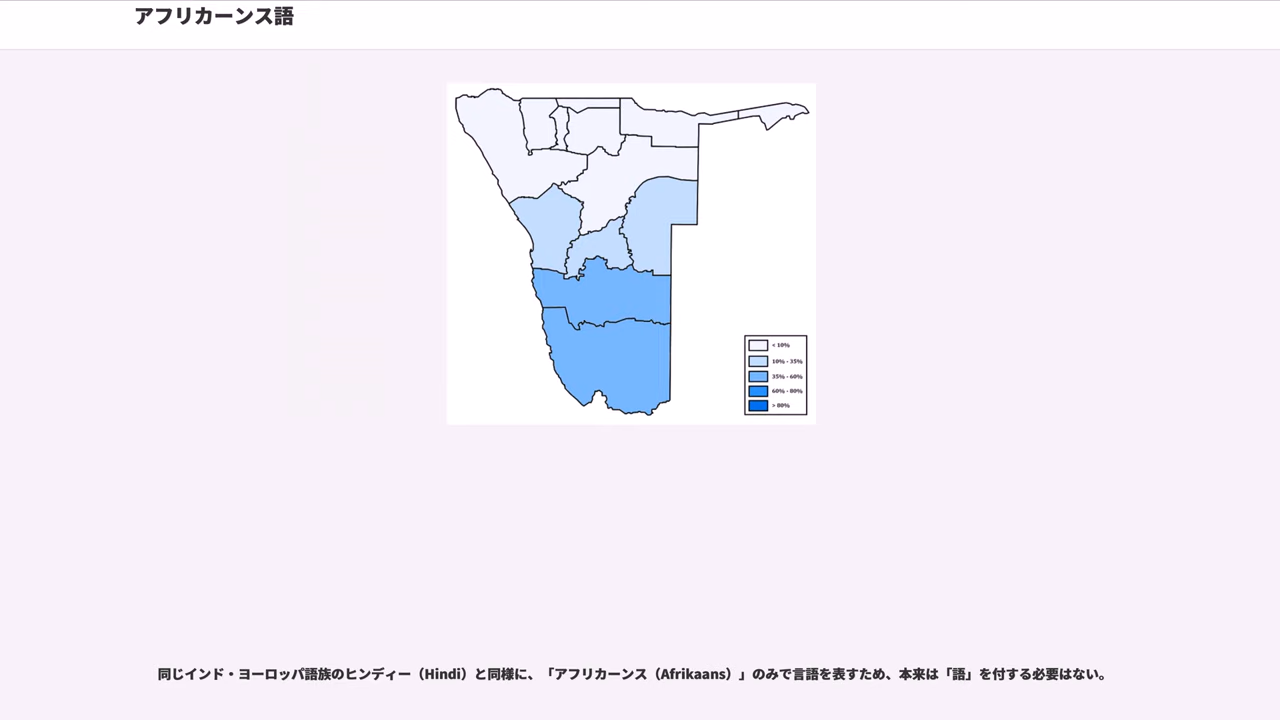 アフリカーンス語
< 10%
10% - 35%
35% - 60%
60% - 80%
> 80%
同じインド・ヨーロッパ語族のヒンディー（Hindi）と同様に、「アフリカーンス（Afrikaans）」のみで言語を表すため、本来は「語」を付する必要はない。